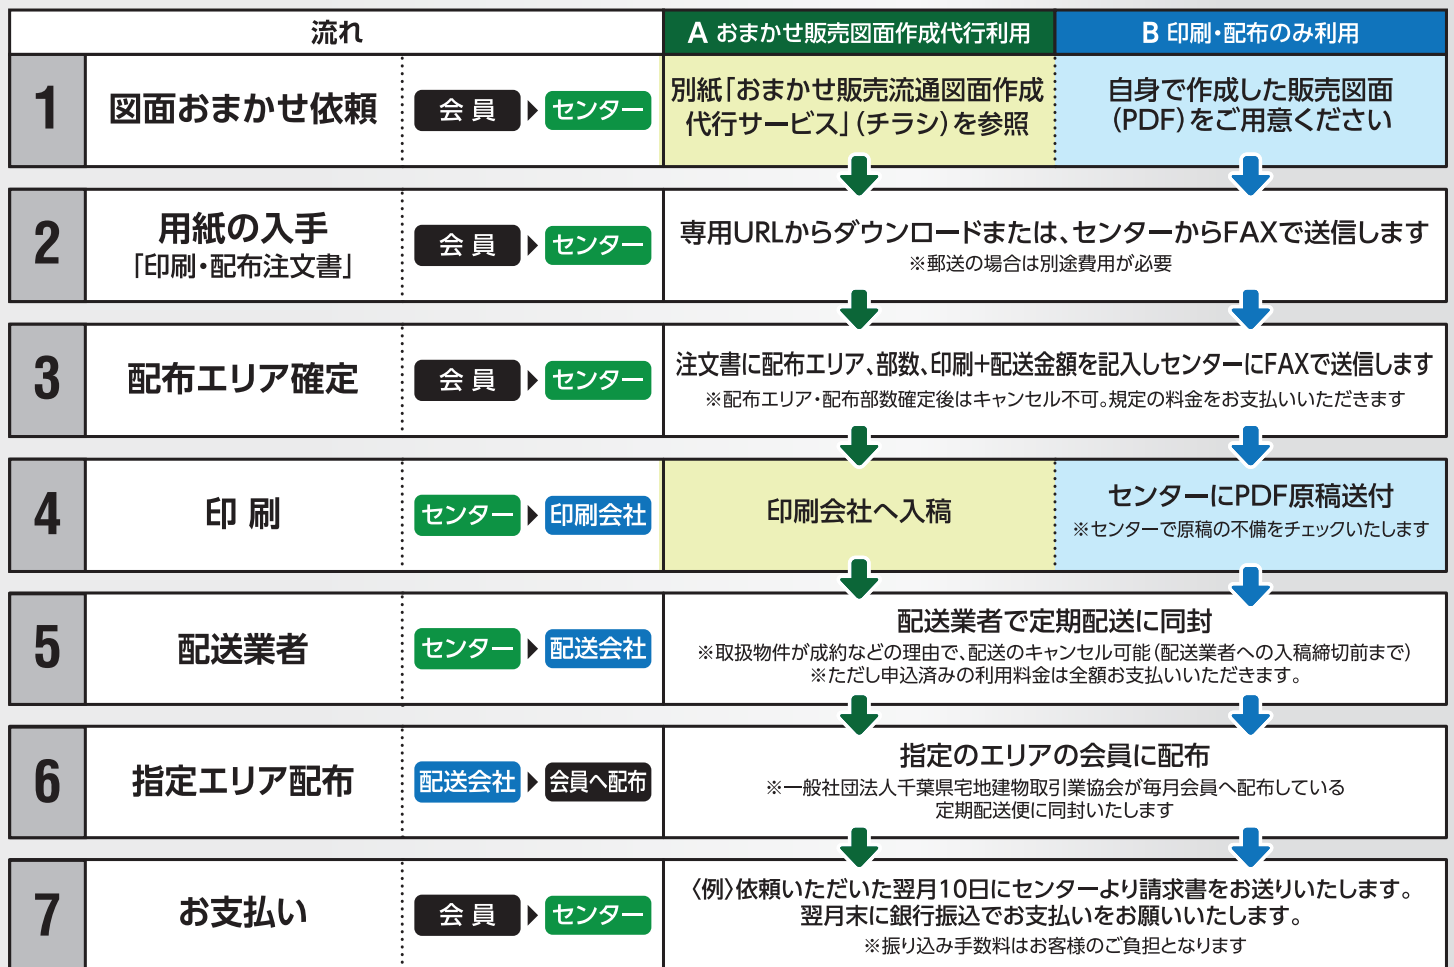 流れ
A おまかせ販売図面作成代行利用
B 印刷・配布のみ利用
1
図面おまかせ依頼
会員
センター
別紙「おまかせ販売流通図面作成
代行サービス」（チラシ）を参照
自身で作成した販売図面
（PDF）をご用意ください
2
用紙の入手
「印刷・配布注文書」
会員
センター
専用URLからダウンロードまたは、センターからFAXで送信します
※郵送の場合は別途費用が必要
3
配布エリア確定
会員
センター
注文書に配布エリア、部数、印刷+配送金額を記入しセンターにFAXで送信します
※配布エリア・配布部数確定後はキャンセル不可。規定の料金をお支払いいただきます
4
印刷
センター
印刷会社
印刷会社へ入稿
センターにPDF原稿送付
※センターで原稿の不備をチェックいたします
5
配送業者
センター
配送会社
配送業者で定期配送に同封
※取扱物件が成約などの理由で、配送のキャンセル可能（配送業者への入稿締切前まで）
※ただし申込済みの利用料金は全額お支払いいただきます。
6
指定エリア配布
配送会社
会員へ配布
指定のエリアの会員に配布
※一般社団法人千葉県宅地建物取引業協会が毎月会員へ配布している
定期配送便に同封いたします
7
お支払い
会員
センター
〈例〉依頼いただいた翌月10日にセンターより請求書をお送りいたします。
翌月末に銀行振込でお支払いをお願いいたします。
※振り込み手数料はお客様のご負担となります